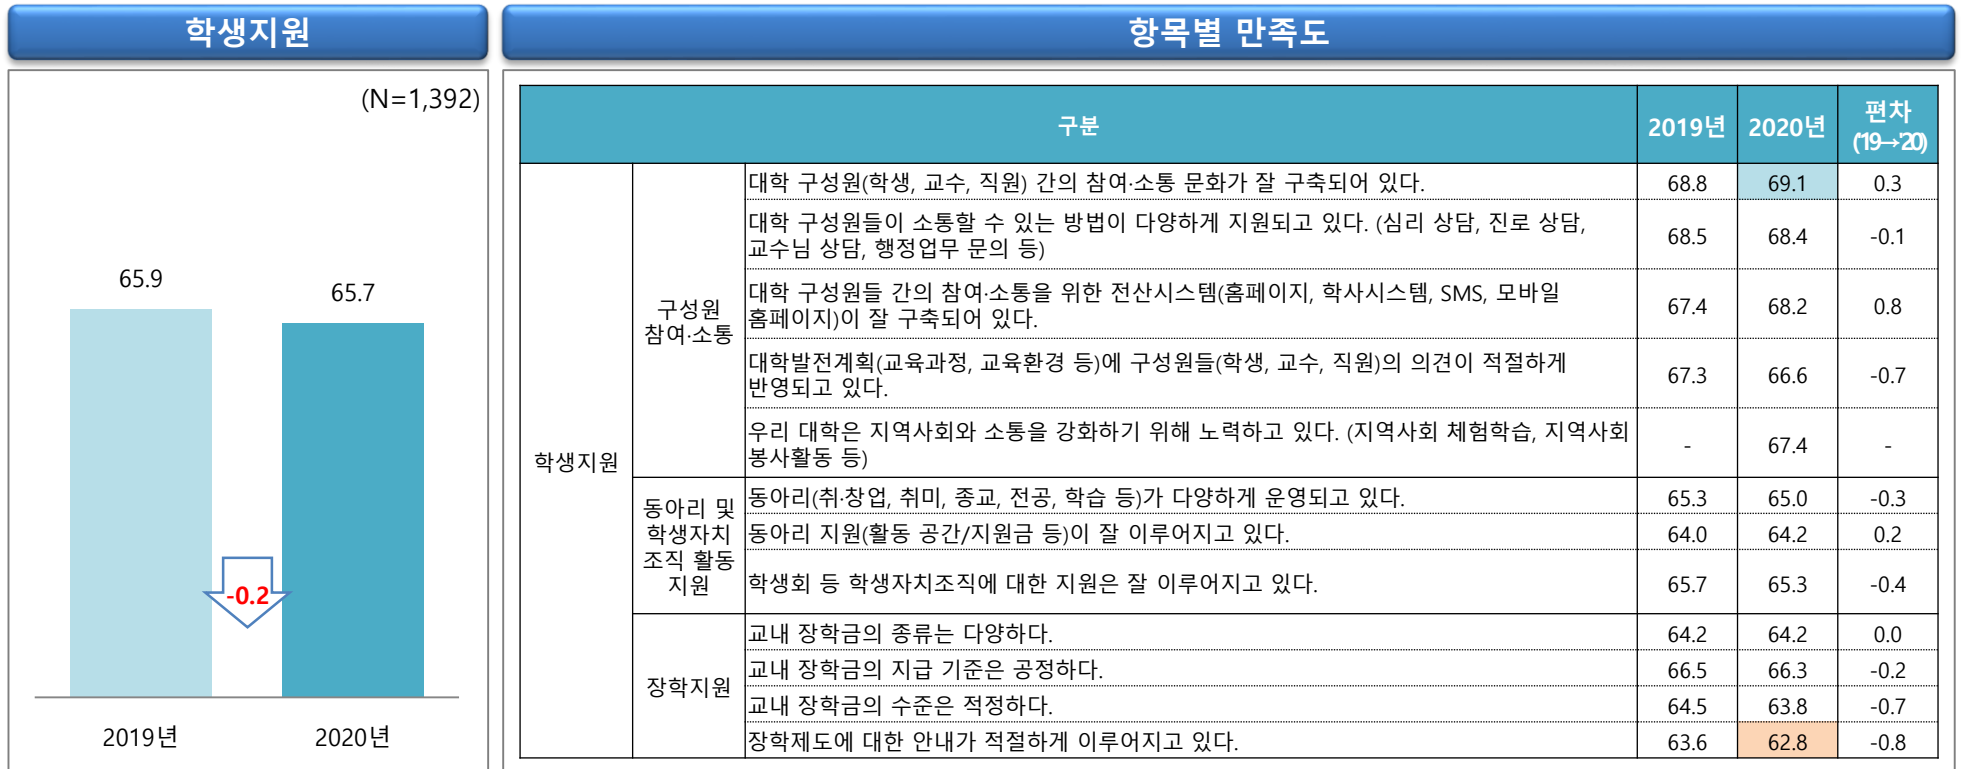 학생지원
항목별 만족도
(N=1,392)
65.9
65.7
-0.2
2019년
2020년
구분
2019년
2020년
편차
('19→'20)
학생지원
구성원
참여·소통
대학 구성원(학생, 교수, 직원) 간의 참여·소통 문화가 잘 구축되어 있다.
68.8
69.1
0.3
대학 구성원들이 소통할 수 있는 방법이 다양하게 지원되고 있다. (심리 상담, 진로 상담,
교수님 상담, 행정업무 문의 등)
68.5
68.4
-0.1
대학 구성원들 간의 참여·소통을 위한 전산시스템(홈페이지, 학사시스템, SMS, 모바일
홈페이지)이 잘 구축되어 있다.
67.4
68.2
0.8
대학발전계획(교육과정, 교육환경 등)에 구성원들(학생, 교수, 직원)의 의견이 적절하게
반영되고 있다.
67.3
66.6
-0.7
우리 대학은 지역사회와 소통을 강화하기 위해 노력하고 있다. (지역사회 체험학습, 지역사회
봉사활동 등)
-
67.4
-
동아리 및
학생자치
조직 활동
지원
동아리(취·창업, 취미, 종교, 전공, 학습 등)가 다양하게 운영되고 있다.
65.3
65.0
-0.3
동아리 지원(활동 공간/지원금 등)이 잘 이루어지고 있다.
64.0
64.2
0.2
학생회 등 학생자치조직에 대한 지원은 잘 이루어지고 있다.
65.7
65.3
-0.4
장학지원
교내 장학금의 종류는 다양하다.
64.2
64.2
0.0
교내 장학금의 지급 기준은 공정하다.
66.5
66.3
-0.2
교내 장학금의 수준은 적정하다.
64.5
63.8
-0.7
장학제도에 대한 안내가 적절하게 이루어지고 있다.
63.6
62.8
-0.8